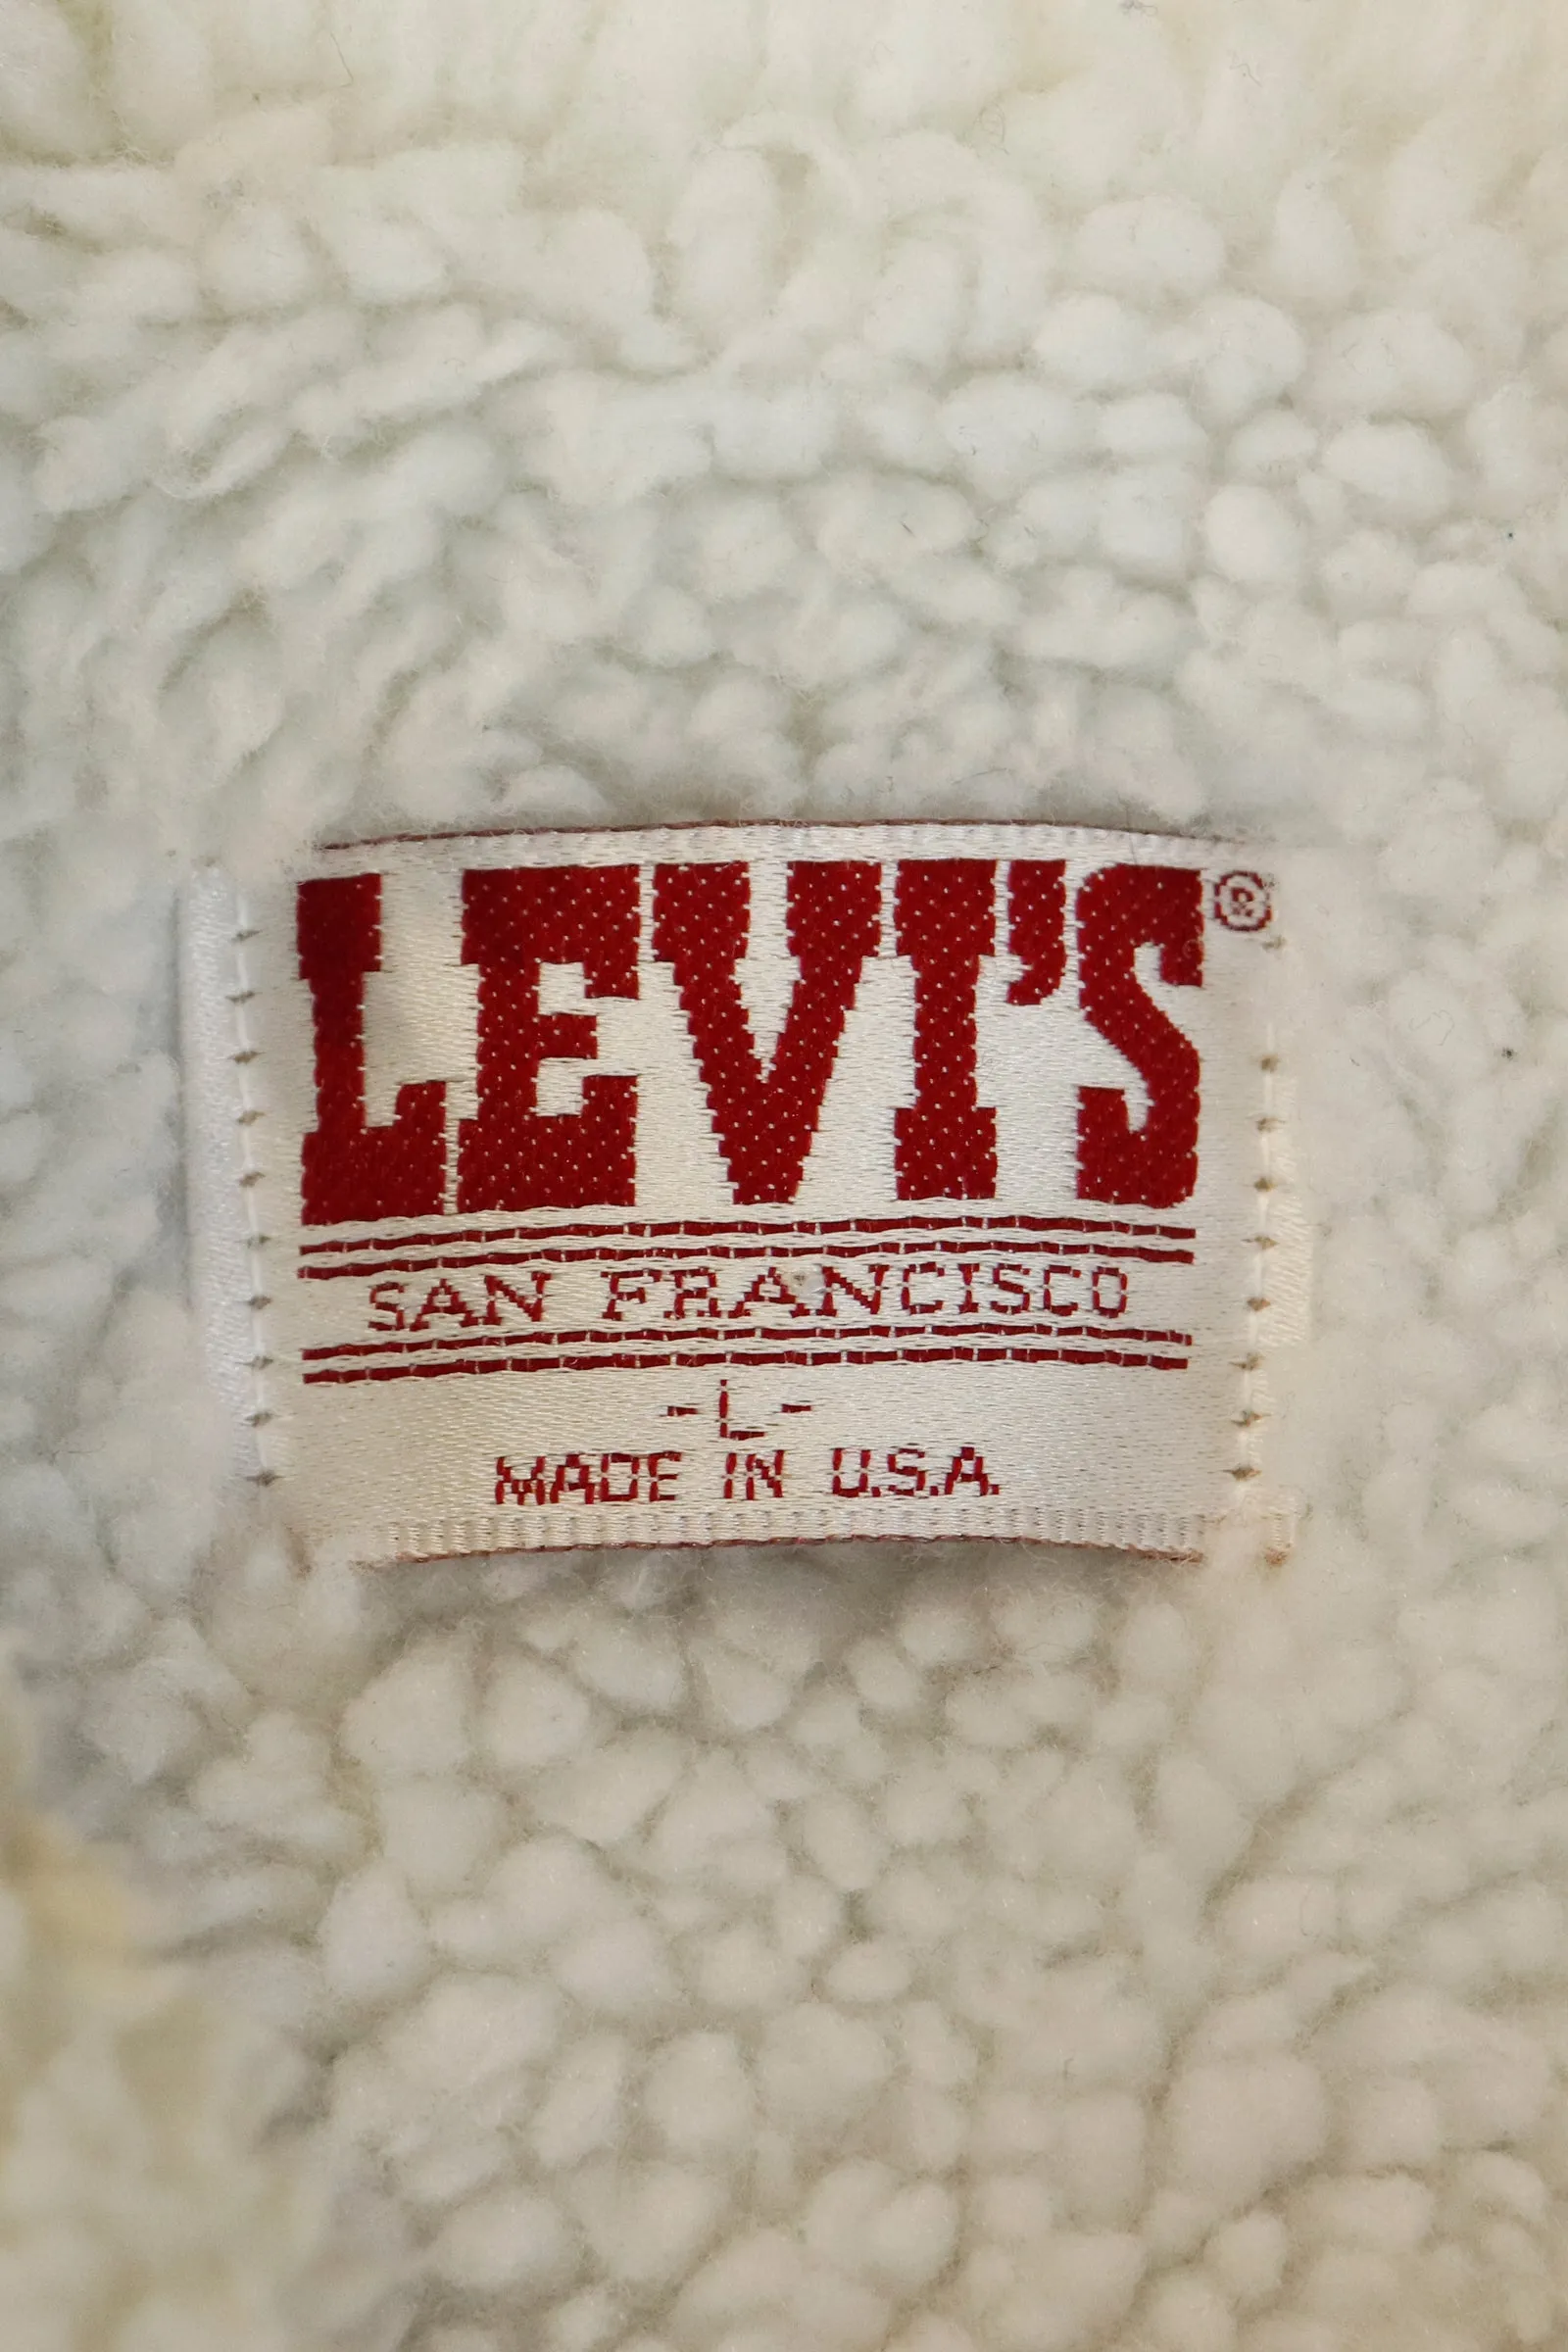 LEVI'S®
SAN FRANCISCO
-L-
MADE IN U.S.A.